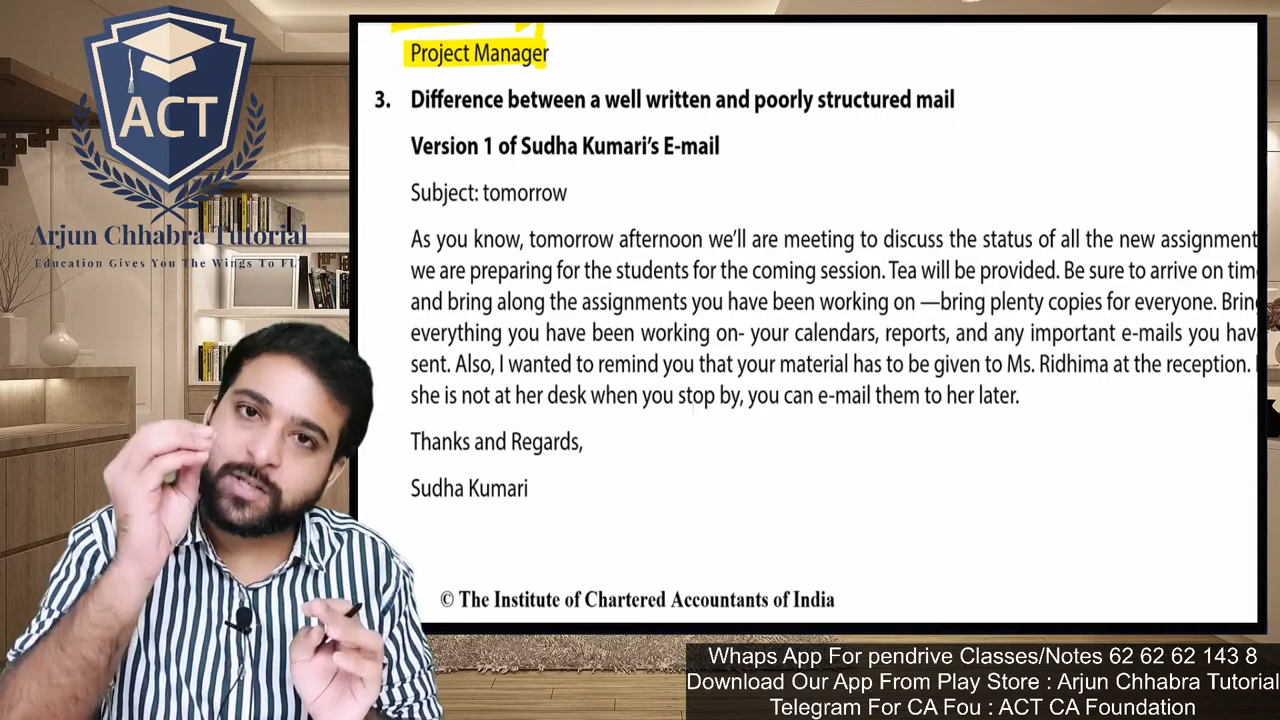 ACT
Arjun Chhabra Tutorial
Education Gives You The Wings To
Project Manager
3. Difference between a well written and poorly structured mail
Version 1 of Sudha Kumari's E-mail
Subject: tomorrow
As you know, tomorrow afternoon we'll are meeting to discuss the status of all the new assignment
we are preparing for the students for the coming session. Tea will be provided. Be sure to arrive on tim
and bring along the assignments you have been working on —bring plenty copies for everyone. Brin
everything you have been working on- your calendars, reports, and any important e-mails you hav
sent. Also, I wanted to remind you that your material has to be given to Ms. Ridhima at the reception.
she is not at her desk when you stop by, you can e-mail them to her later.
Thanks and Regards,
Sudha Kumari
© The Institute of Chartered Accountants of India
Whaps App For pendrive Classes/Notes 62 62 62 143 8
Download Our App From Play Store : Arjun Chhabra Tutorial
Telegram For CA Fou : ACT CA Foundation